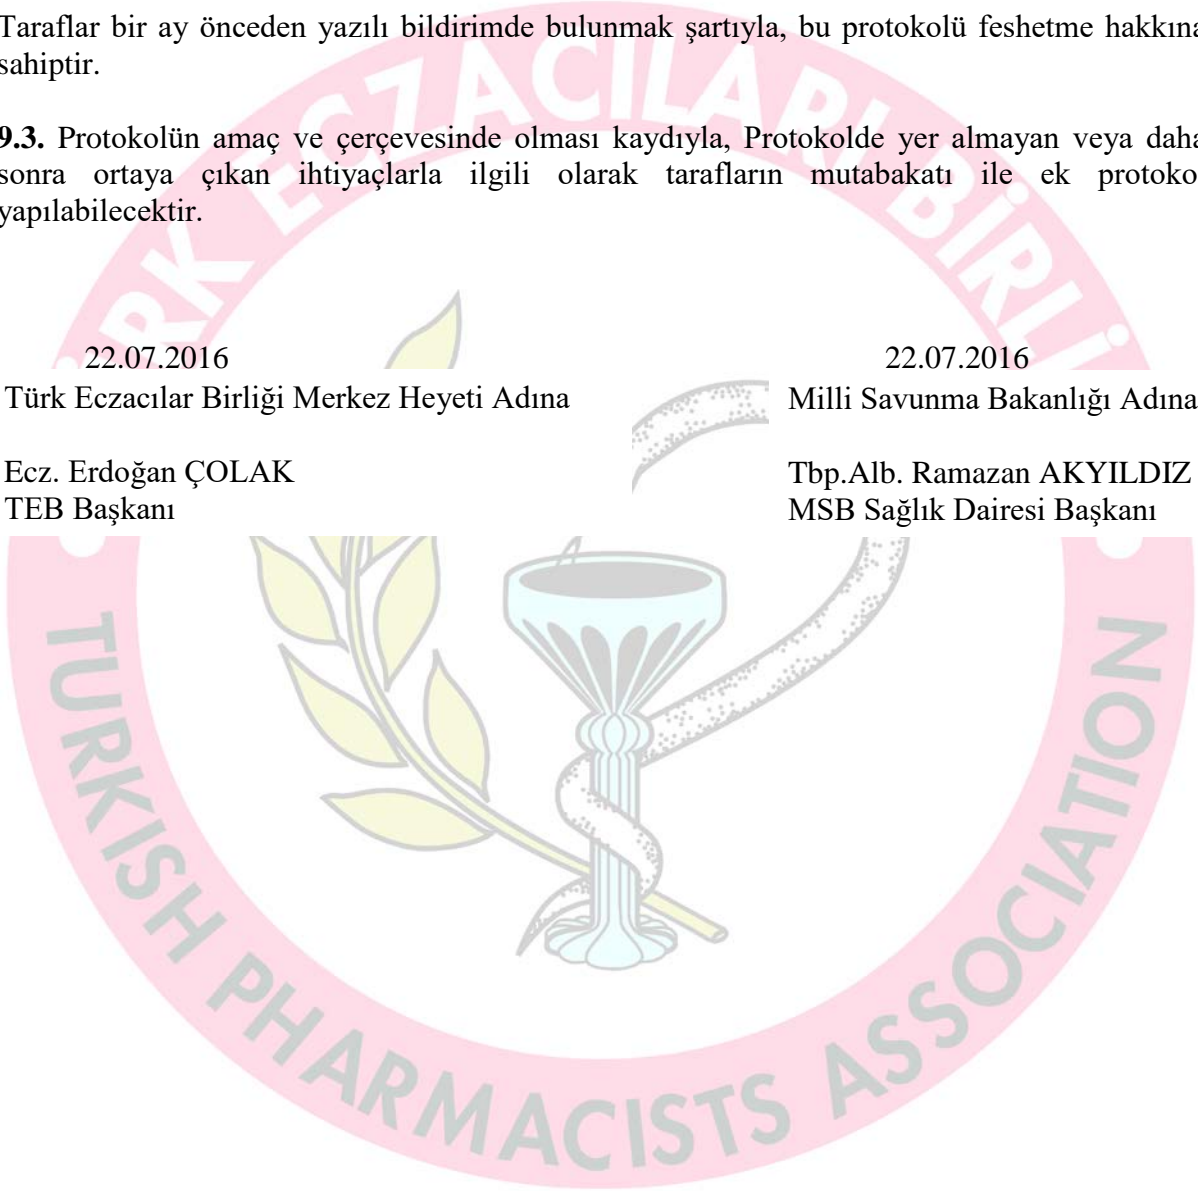 Taraflar bir ay önceden yazılı bildirimde bulunmak şartıyla, bu protokolü feshetme hakkına
sahiptir.
9.3. Protokolün amaç ve çerçevesinde olması kaydıyla, Protokolde yer almayan veya daha
sonra ortaya çıkan ihtiyaçlarla ilgili olarak tarafların mutabakatı ile ek protoko
yapılabilecektir.
22.07.2016
Türk Eczacılar Birliği Merkez Heyeti Adına
Ecz. Erdoğan ÇOLAK
TEB Başkanı
22.07.2016
Milli Savunma Bakanlığı Adına
Tbp.Alb. Ramazan AKYILDIZ
MSB Sağlık Dairesi Başkanı
RK ECZACILARI BİRLİ
TURKISH PHARMACISTS ASSOCIATION